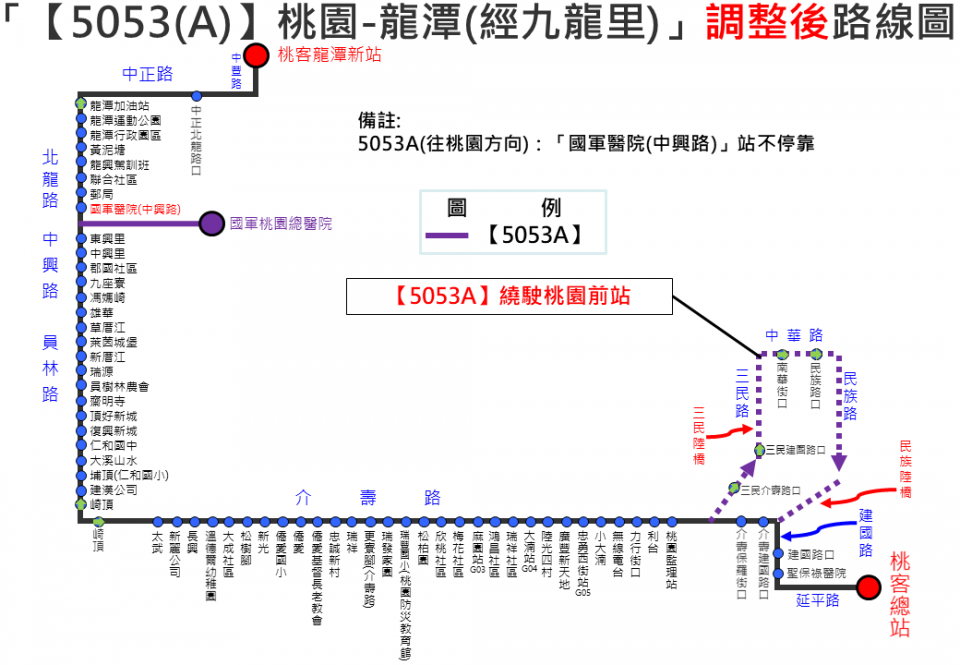 「【5053(A)】桃園-龍潭(經九龍里)」調整後路線圖
桃客龍潭新站
中豐路
中正路
中正北龍路口
備註:
5053A(往桃園方向)：「國軍醫院(中興路)」站不停靠
圖 例
【5053A】
【5053A】繞駛桃園前站
北龍路
中興路
員林路
龍潭加油站
龍潭運動公園
龍潭行政園區
黃泥塘
龍興駕訓班
聯合社區
郵局
國軍醫院(中興路)
國軍桃園總醫院
東興里
中興里
郡國社區
九座寮
馮媽崎
雄華
草厝江
萊茵城堡
新厝江
瑞源
員樹林農會
齋明寺
頂好新城
復興新城
仁和國中
大溪山水
埔頂(仁和國小)
建漢公司
崎頂
介壽路
崎頂
太武
新麗公司
長興
溫德爾幼稚園
大成社區
松樹腳
新光
僑愛國小
僑愛
僑愛基督長老教會
忠誠新村
瑞祥
更寮腳(介壽路)
瑞發家園
瑞豐國小(桃園防災教育館)
松柏園
欣桃社區
梅花社區
麻園站G03
鴻昌社區
瑞祥社區
大湳站G04
陸光四村
廣豐新天地
忠勇西街站G05
小大湳
無線電台
力行街口
利台
桃園監理站
介壽保羅街口
介壽建國路口
中華路
南華街口
民族路口
三民路
民族路
三民陸橋
三民建國路口
三民介壽路口
民族陸橋
建國路
建國路口
聖保祿醫院
延平路
桃客總站